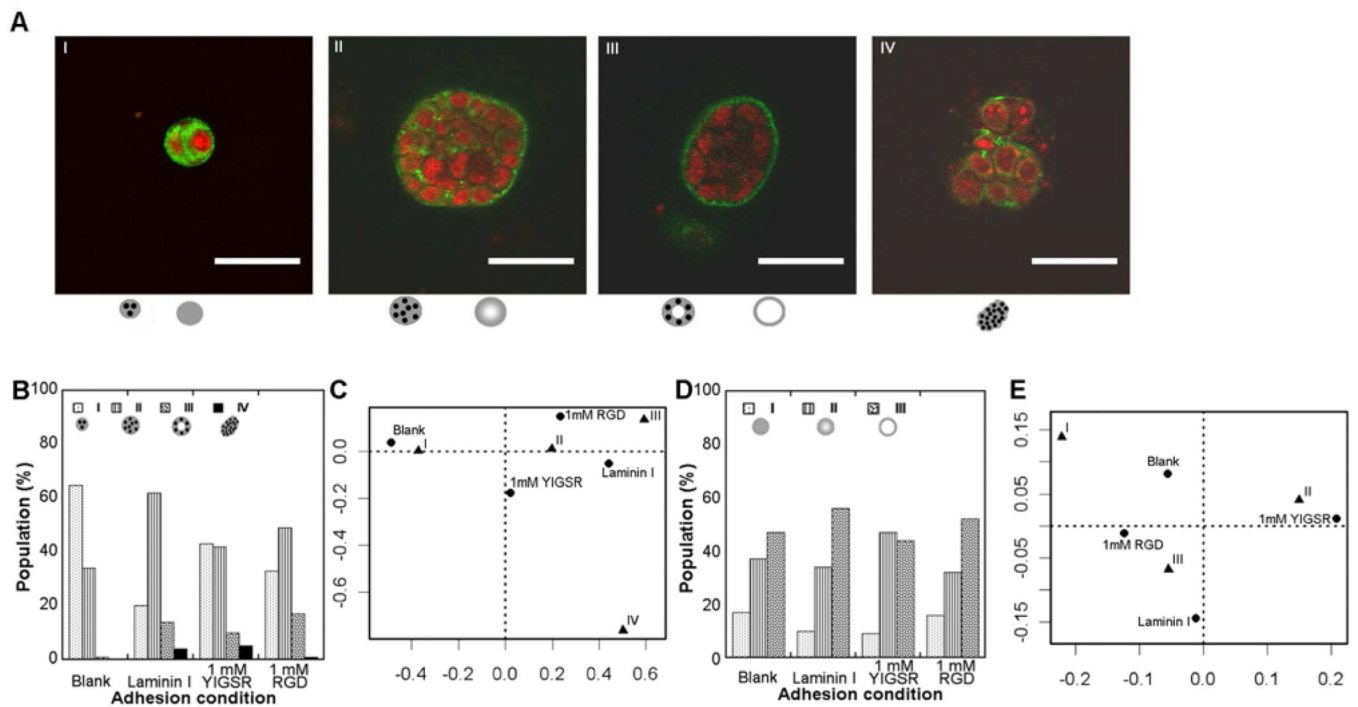 A
I
II
III
IV
B
100
80
60
40
20
0
Population (%)
I II III IV
Blank
Laminin I
1 mM
YIGSR
1 mM
RGD
Adhesion condition
C
0.0
-0.2
-0.4
-0.6
Blank
I
II
1mM RGD
III
Laminin I
1mM YIGSR
IV
-0.4 -0.2 0.0 0.2 0.4 0.6
D
100
80
60
40
20
0
Population (%)
I II III
Blank
Laminin I
1 mM
YIGSR
1 mM
RGD
Adhesion condition
E
0.15
0.05
-0.05
-0.15
I
Blank
II
1mM YIGSR
1mM RGD
III
Laminin I
-0.2 -0.1 0.0 0.1 0.2